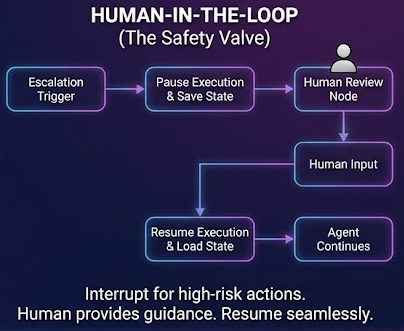 HUMAN-IN-THE-LOOP
(The Safety Valve)
Escalation
Trigger
Pause Execution
& Save State
Human Review
Node
Human Input
Resume Execution
& Load State
Agent
Continues
Interrupt for high-risk actions.
Human provides guidance. Resume seamlessly.